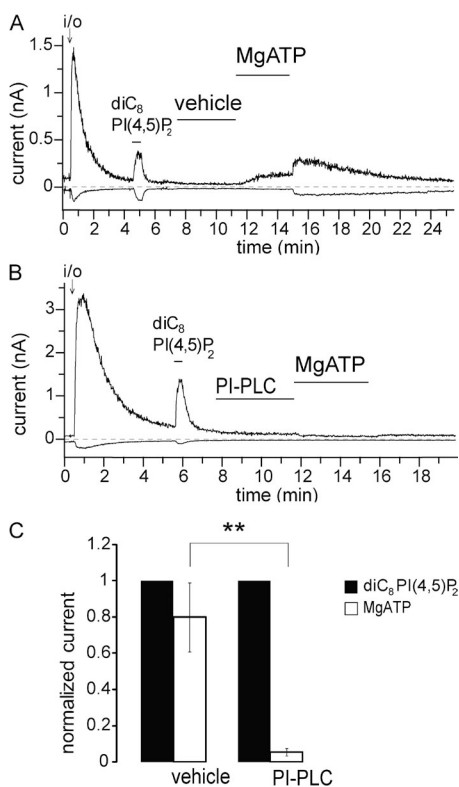 A
i/o
1.5
1.0
0.5
0
current (nA)
diC8
PI(4,5)P2
vehicle
MgATP
0 2 4 6 8 10 12 14 16 18 20 22 24
time (min)
B
i/o
3
2
1
0
current (nA)
diC8
PI(4,5)P2
PI-PLC
MgATP
0 2 4 6 8 10 12 14 16 18
time (min)
C
**
1.2
1
0.8
0.6
0.4
0.2
0
normalized current
vehicle PI-PLC
diC8 PI(4,5)P2
MgATP